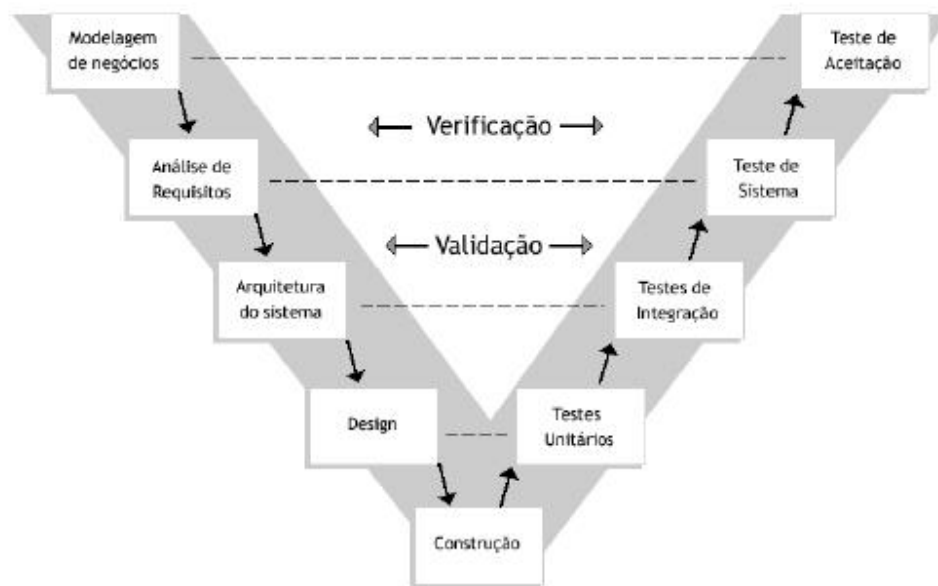 Modelagem
de negócios
Teste de
Aceitação
Verificação
Análise de
Requisitos
Teste de
Sistema
Validação
Arquitetura
do sistema
Testes de
Integração
Design
Testes
Unitários
Construção